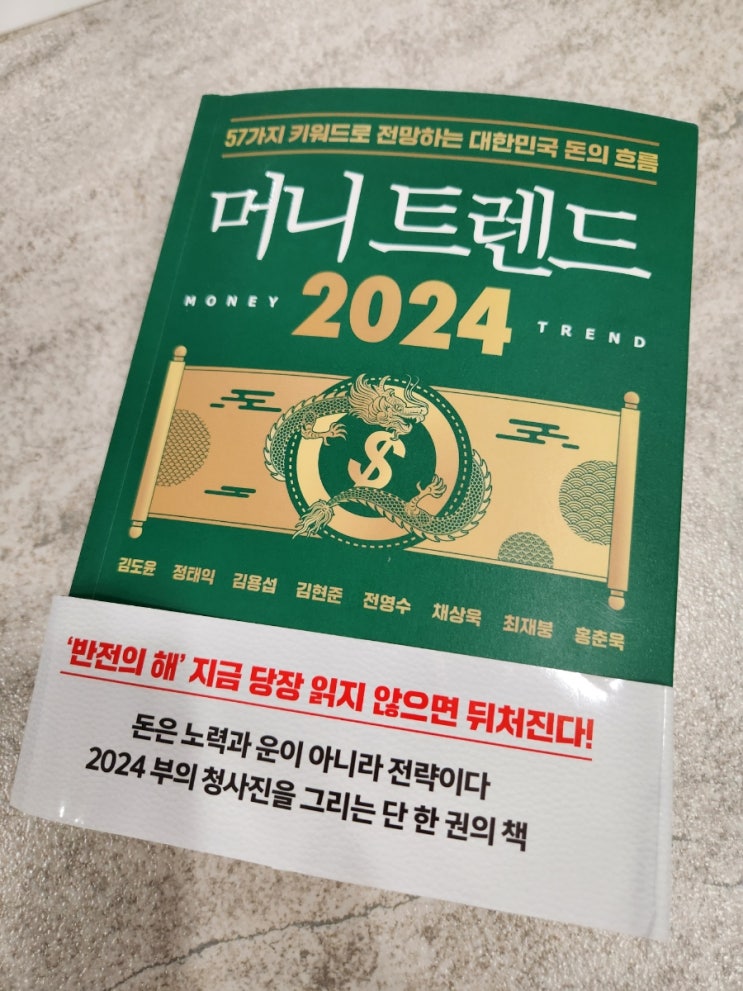 57가지 키워드로 전망하는 대한민국 돈의 흐름
머니 트렌드
MONEY 2024 TREND
$
김도윤 정태익 김용섭 김현준 전영수 채상욱 최재붕 홍춘욱
‘반전의 해’ 지금 당장 읽지 않으면 뒤처진다!
돈은 노력과 운이 아니라 전략이다
2024 부의 청사진을 그리는 단 한 권의 책